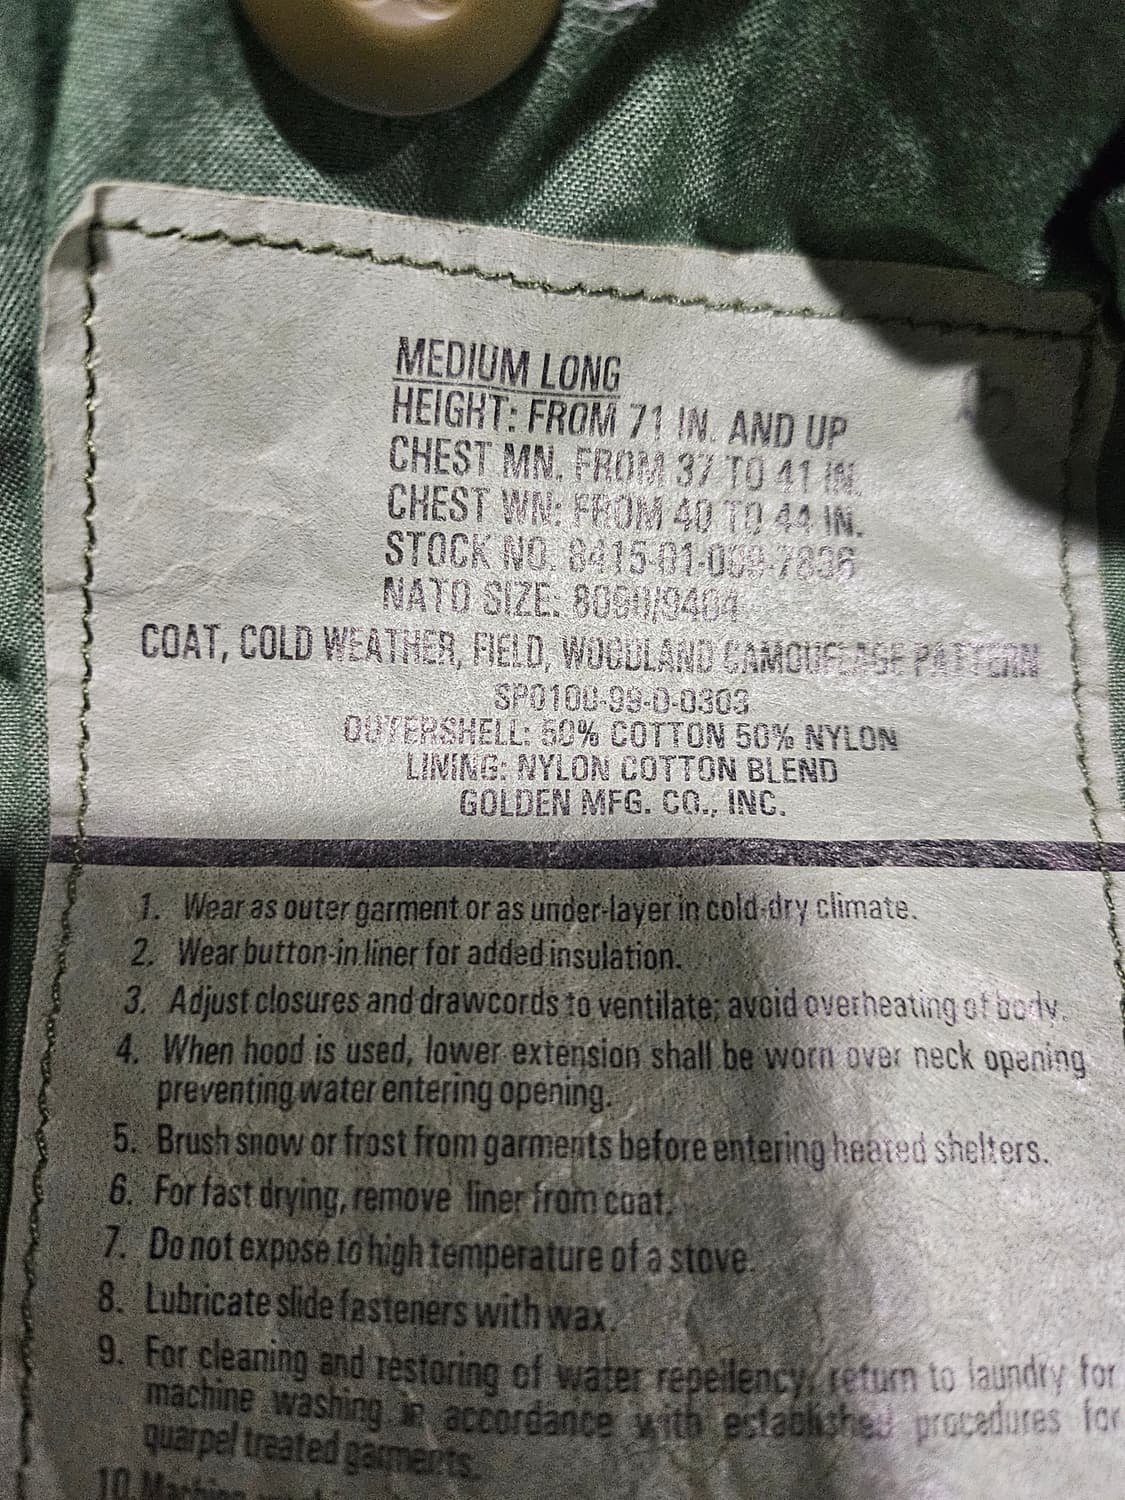 MEDIUM LONG
HEIGHT: FROM 71 IN. AND UP
CHEST MN. FROM 37 TO 41 IN.
CHEST WN: FROM 40 TO 44 IN.
STOCK NO. 8415-01-099-7836
NATO SIZE: 8090/9404
COAT, COLD WEATHER, FIELD, WOODLAND CAMOUFLAGE PATTERN
SP0100-99-D-0303
OUTERSHELL: 50% COTTON 50% NYLON
LINING: NYLON COTTON BLEND
GOLDEN MFG. CO., INC.
1. Wear as outer garment or as under-layer in cold-dry climate.
2. Wear button-in liner for added insulation.
3. Adjust closures and drawcords to ventilate; avoid overheating of body.
4. When hood is used, lower extension shall be worn over neck opening
preventing water entering opening.
5. Brush snow or frost from garments before entering heated shelters.
6. For fast drying, remove liner from coat.
7. Do not expose to high temperature of a stove.
8. Lubricate slide fasteners with wax.
9. For cleaning and restoring of water repellency, return to laundry for
machine washing in accordance with established procedures for
quarpel treated garments.
10. Machine